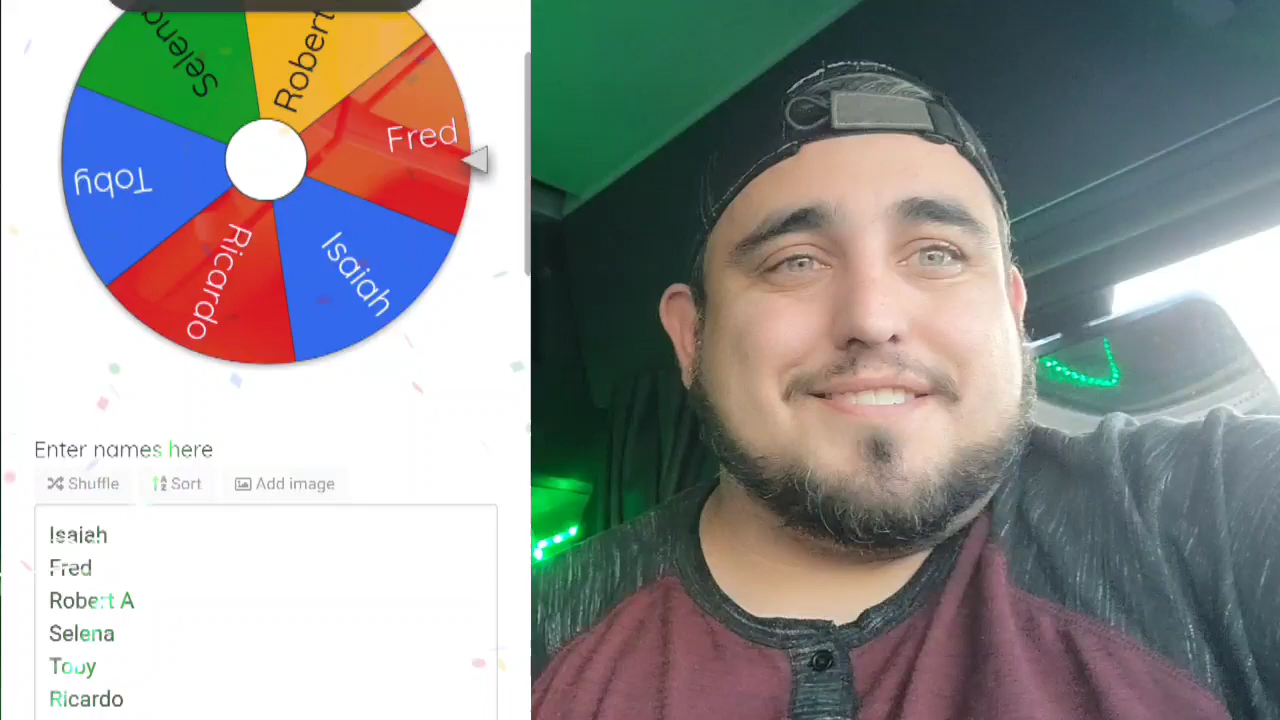 Selena
Robert
Fred
Toby
Ricardo
Isaiah
Enter names here
Shuffle
Sort
Add image
Isaiah
Fred
Robert A
Selena
Toby
Ricardo